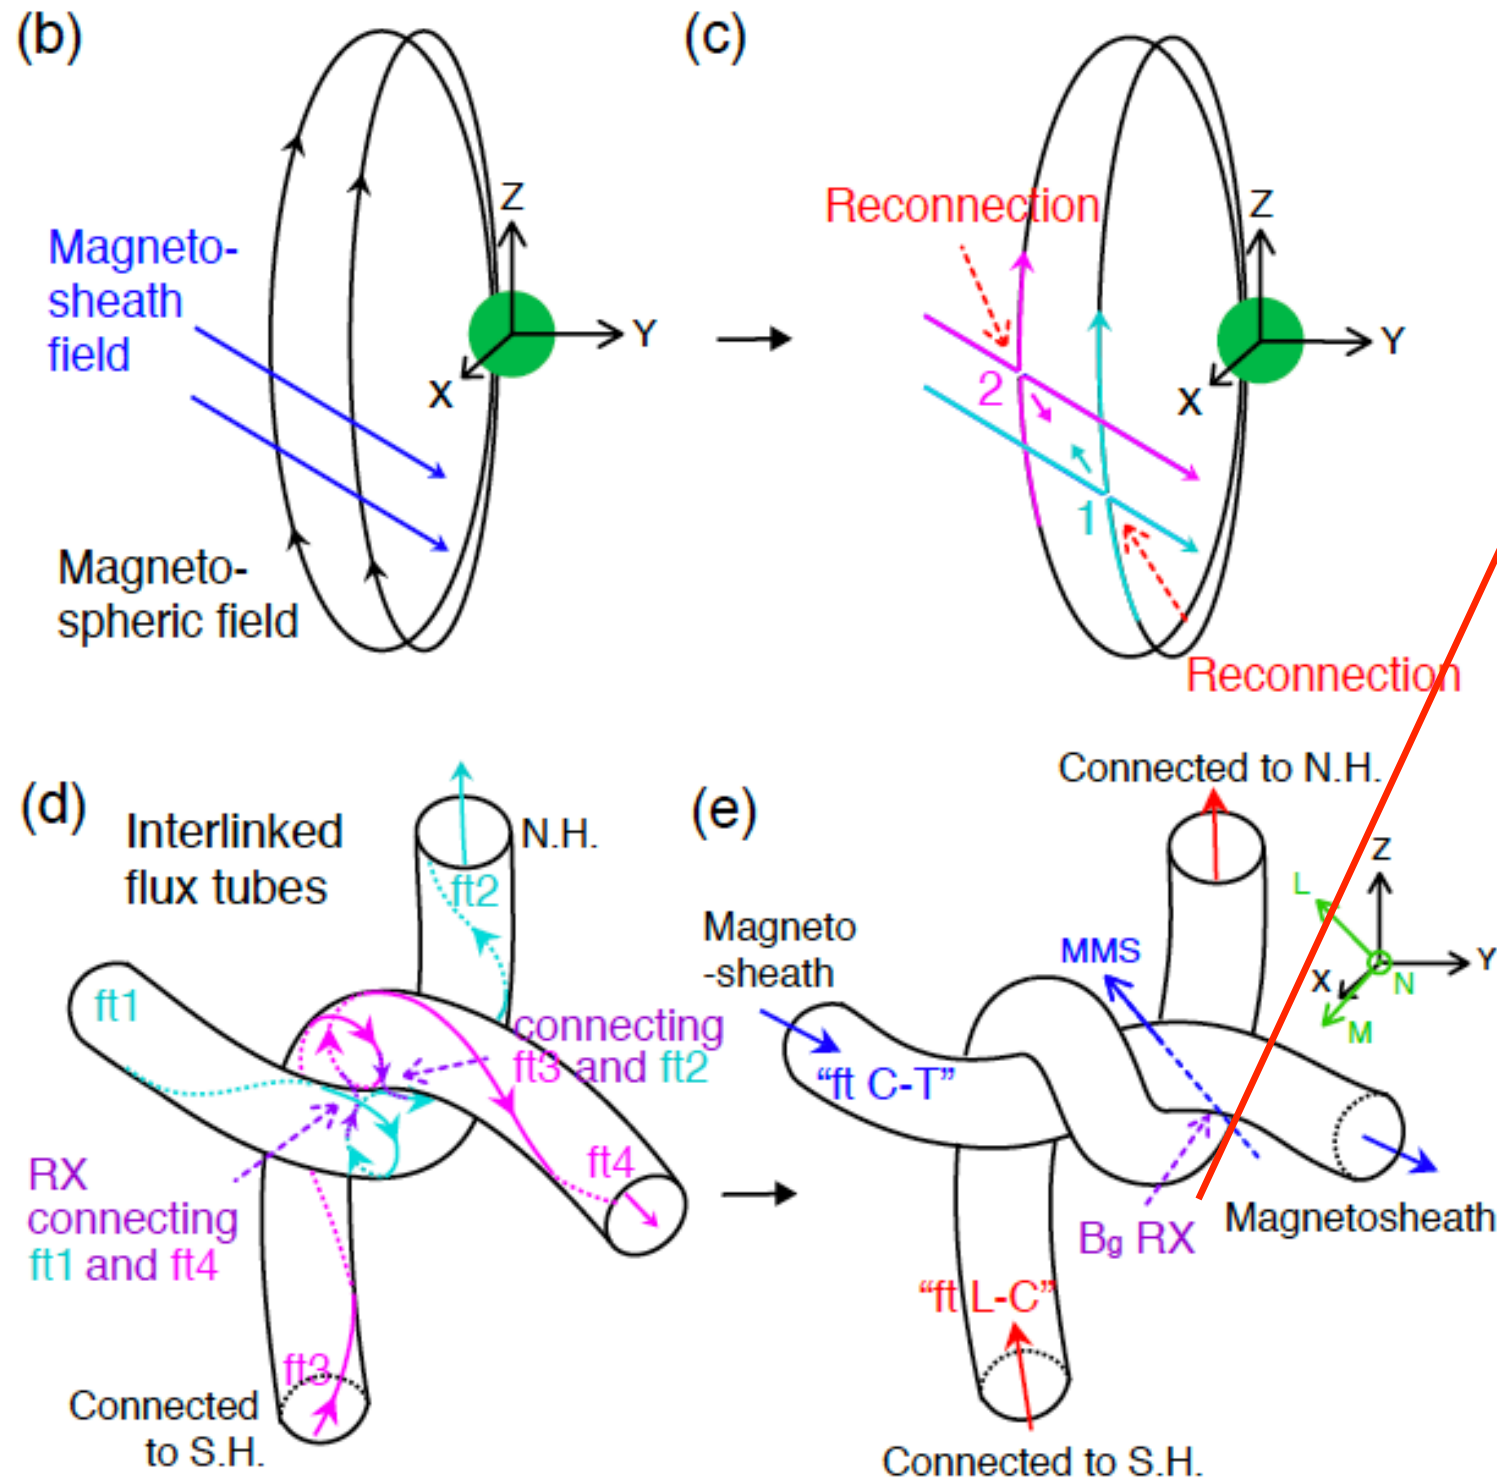 (b)
Z
Magneto-
sheath
field
Y
X
Magneto-
spheric field
(c)
Reconnection
Z
Y
X
2
1
Reconnection
(d)
Interlinked
flux tubes
N.H.
ft2
ft1
connecting
ft3 and ft2
RX
connecting
ft1 and ft4
ft4
ft3
Connected
to S.H.
(e)
Connected to N.H.
Z
L
Y
X
N
M
Magneto
-sheath
MMS
“ft C-T”
Bg RX
Magnetosheath
“ft L-C”
Connected to S.H.